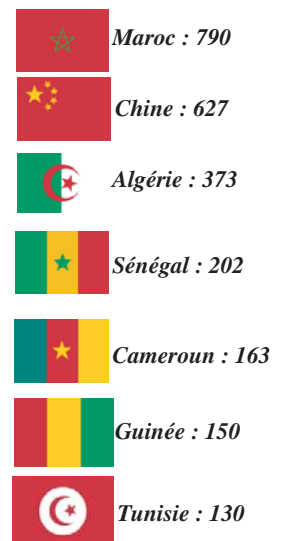 Maroc : 790
Chine : 627
Algérie : 373
Sénégal : 202
Cameroun : 163
Guinée : 150
Tunisie : 130